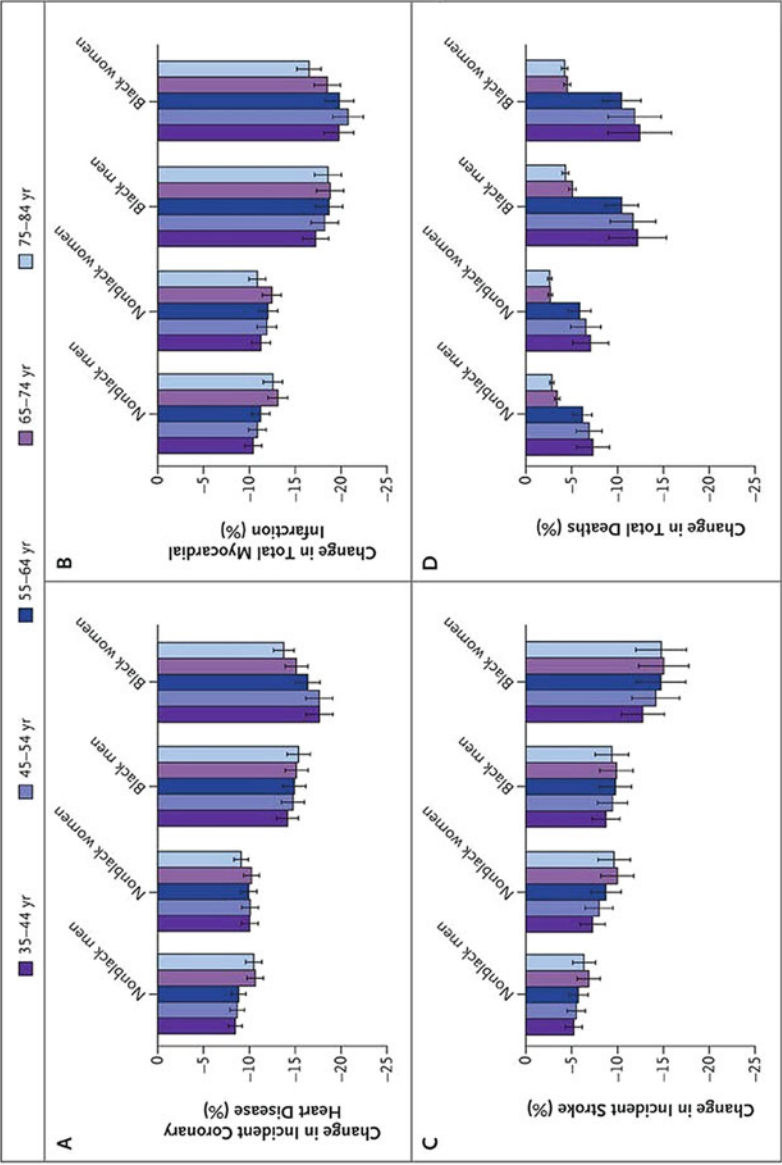 35–44 yr
45–54 yr
55–64 yr
65–74 yr
75–84 yr
A
Change in Incident Coronary
Heart Disease (%)
0
−5
−10
−15
−20
−25
Nonblack men
Nonblack women
Black men
Black women
B
Change in Total Myocardial
Infarction (%)
0
−5
−10
−15
−20
−25
Nonblack men
Nonblack women
Black men
Black women
C
Change in Incident Stroke (%)
0
−5
−10
−15
−20
−25
Nonblack men
Nonblack women
Black men
Black women
D
Change in Total Deaths (%)
0
−5
−10
−15
−20
−25
Nonblack men
Nonblack women
Black men
Black women